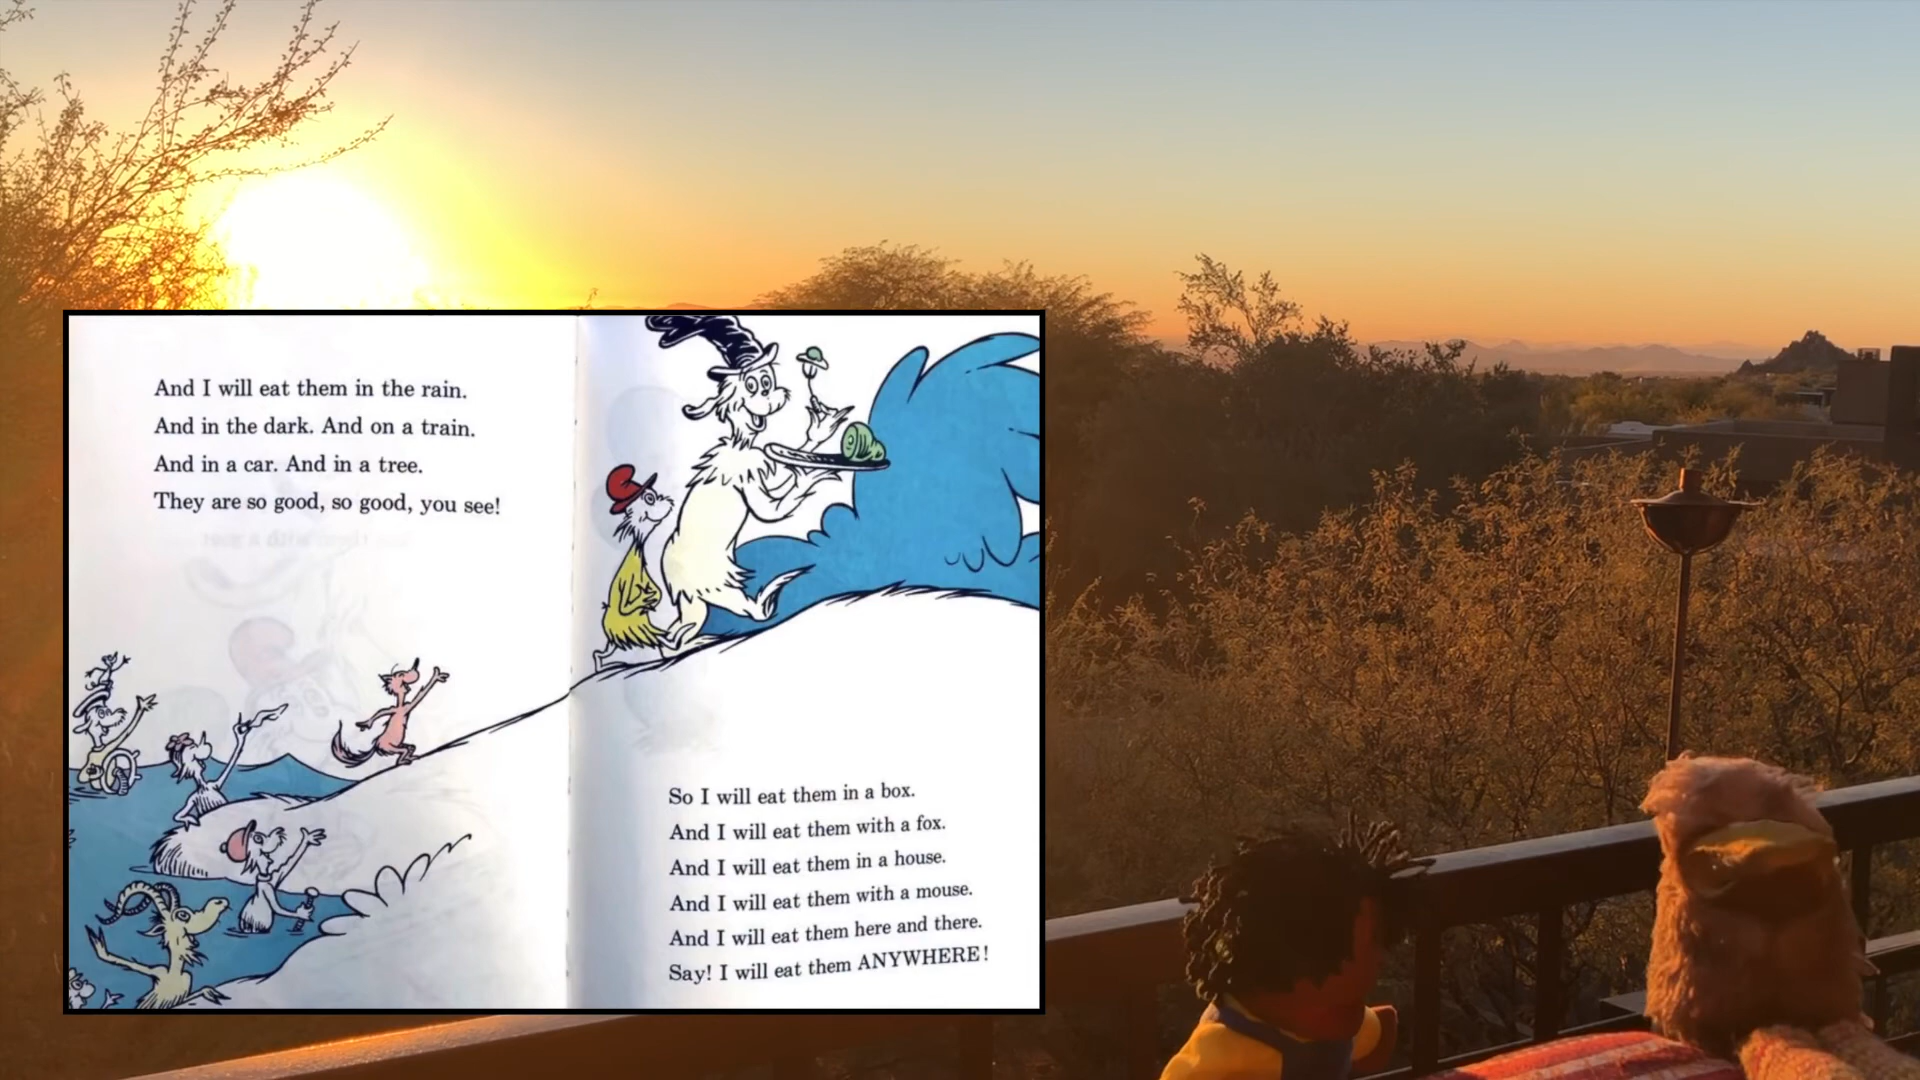 And I will eat them in the rain.
And in the dark. And on a train.
And in a car. And in a tree.
They are so good, so good, you see!
So I will eat them in a box.
And I will eat them with a fox.
And I will eat them in a house.
And I will eat them with a mouse.
And I will eat them here and there.
Say! I will eat them ANYWHERE!